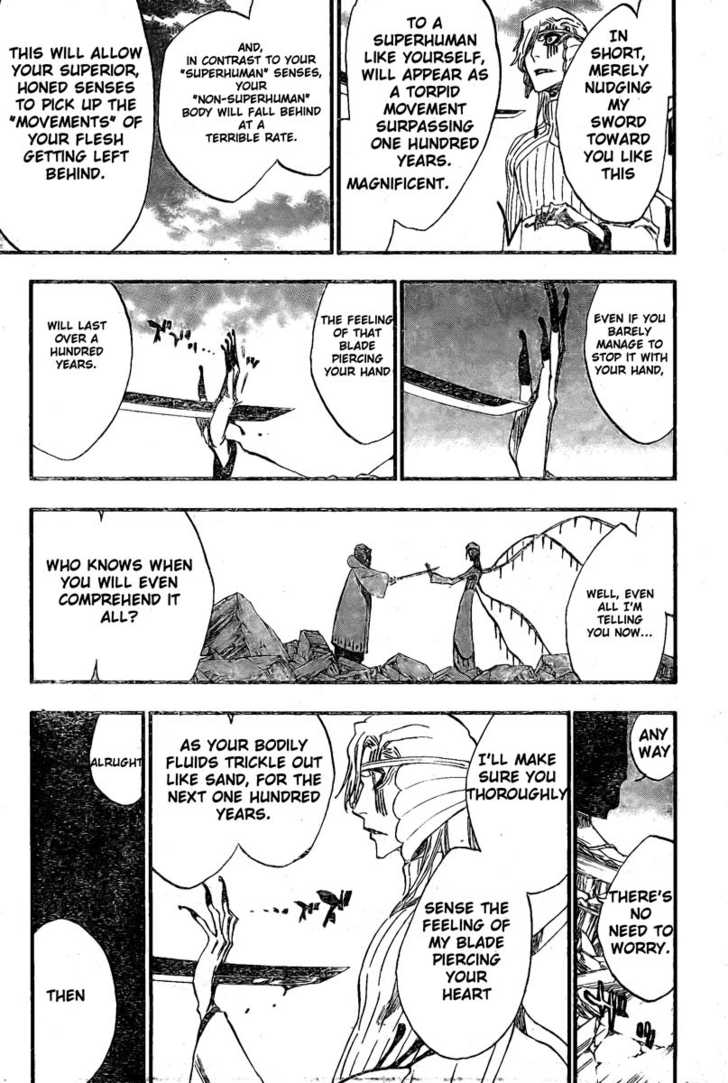 IN
SHORT,
MERELY
NUDGING
MY
SWORD
TOWARD
YOU LIKE
THIS
TO A
SUPERHUMAN
LIKE YOURSELF,
WILL APPEAR AS
A TORPID
MOVEMENT
SURPASSING
ONE HUNDRED
YEARS.
MAGNIFICENT.
AND,
IN CONTRAST TO YOUR
"SUPERHUMAN" SENSES,
YOUR
"NON-SUPERHUMAN"
BODY WILL FALL BEHIND
AT A
TERRIBLE RATE.
THIS WILL ALLOW
YOUR SUPERIOR,
HONED SENSES
TO PICK UP THE
"MOVEMENTS" OF
YOUR FLESH
GETTING LEFT
BEHIND.
EVEN IF YOU
BARELY
MANAGE TO
STOP IT WITH
YOUR HAND,
THE FEELING
OF THAT
BLADE
PIERCING
YOUR HAND
WILL LAST
OVER A
HUNDRED
YEARS.
WELL, EVEN
ALL I'M
TELLING
YOU NOW...
WHO KNOWS WHEN
YOU WILL EVEN
COMPREHEND IT
ALL?
ANY
WAY
THERE'S
NO
NEED TO
WORRY.
I'LL MAKE
SURE YOU
THOROUGHLY
SENSE THE
FEELING OF
MY BLADE
PIERCING
YOUR
HEART
AS YOUR BODILY
FLUIDS TRICKLE OUT
LIKE SAND, FOR THE
NEXT ONE HUNDRED
YEARS.
ALRUGHT
THEN